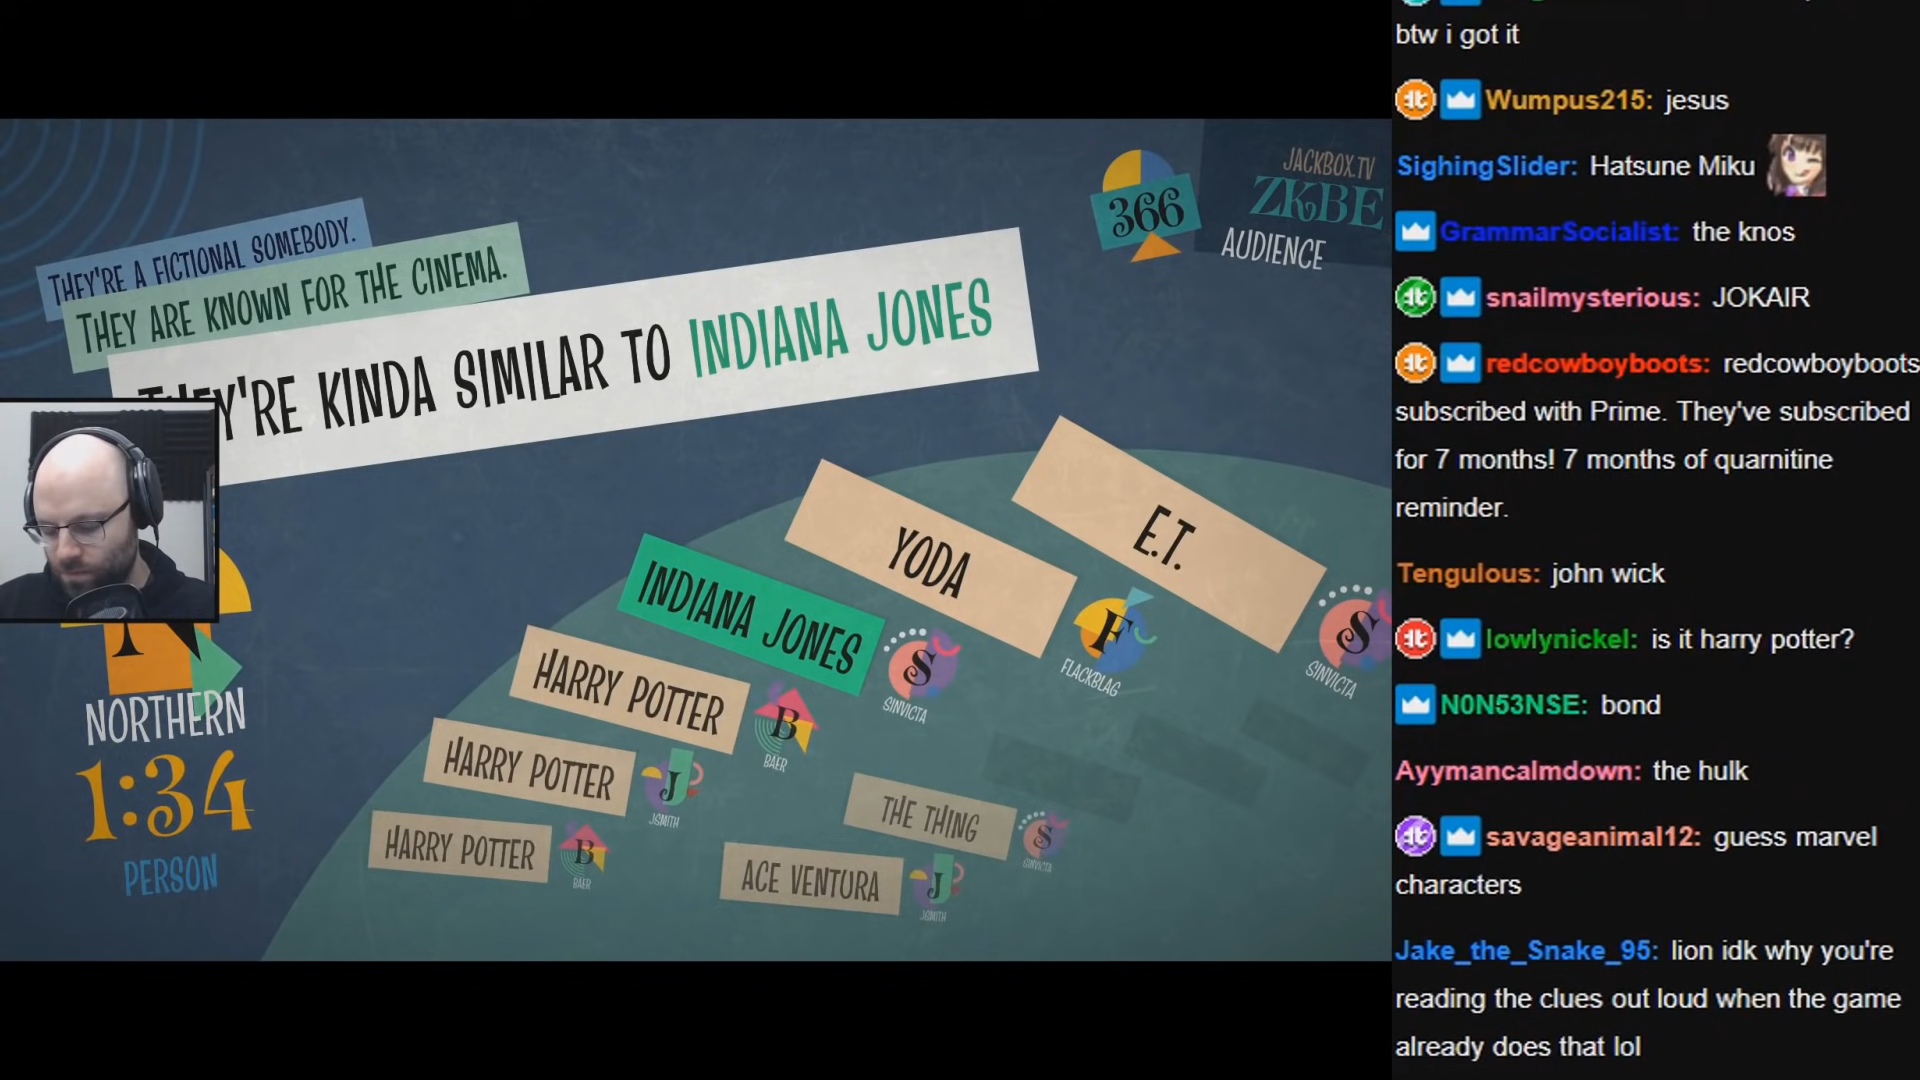 THEY'RE A FICTIONAL SOMEBODY.
THEY ARE KNOWN FOR THE CINEMA.
THEY'RE KINDA SIMILAR TO INDIANA JONES
366
JACKBOX.TV
ZKBE
AUDIENCE
E.T.
S
SINVICTA
YODA
F
FLACKBLAG
INDIANA JONES
S
SINVICTA
HARRY POTTER
B
BAER
HARRY POTTER
J
JSMITH
HARRY POTTER
B
BAER
THE THING
S
SINVICTA
ACE VENTURA
J
JSMITH
N
NORTHERN
1:34
PERSON
btw i got it
Wumpus215: jesus
SighingSlider: Hatsune Miku
GrammarSocialist: the knos
snailmysterious: JOKAIR
redcowboyboots: redcowboyboots
subscribed with Prime. They've subscribed
for 7 months! 7 months of quarnitine
reminder.
Tengulous: john wick
lowlynickel: is it harry potter?
N0N53NSE: bond
Ayymancalmdown: the hulk
savageanimal12: guess marvel
characters
Jake_the_Snake_95: lion idk why you're
reading the clues out loud when the game
already does that lol